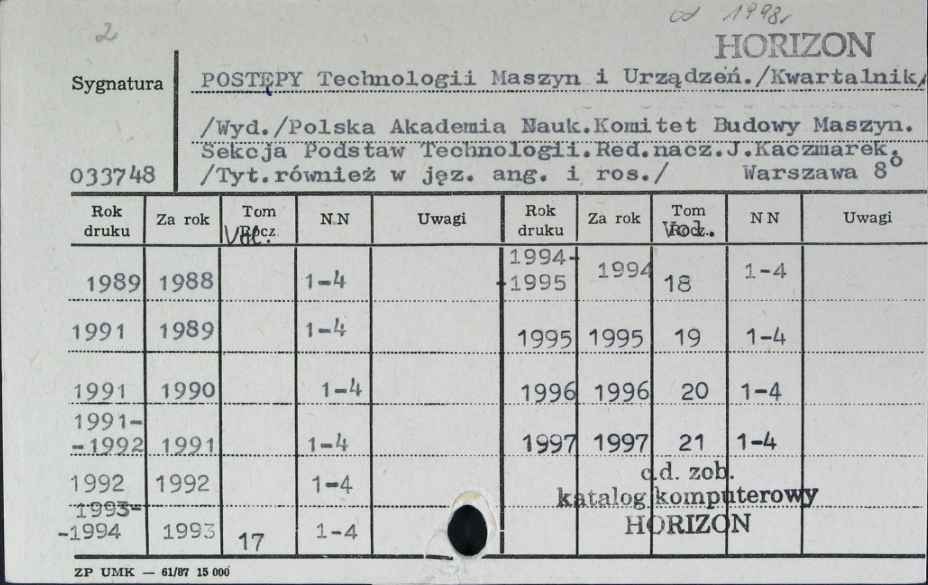 2
od 1998r
HORIZON
Sygnatura
POSTĘPY Technologii Maszyn i Urządzeń./Kwartalnik/
/Wyd./Polska Akademia Nauk.Komitet Budowy Maszyn.
Sekcja Podstaw Technologii.Red.nacz.J.Kaczmarek.
033748 /Tyt.również w jęz. ang. i ros./ Warszawa 8°
Rok druku Za rok Tom Rocz. Vol. N.N Uwagi Rok druku Za rok Tom Rocz. Vol. N N Uwagi
1989 1988 1-4 1994-1995 1994 18 1-4
1991 1989 1-4 1995 1995 19 1-4
1991 1990 1-4 1996 1996 20 1-4
1991--1992 1991 1-4 1997 1997 21 1-4
1992 1992 1-4 c.d. zob.
katalog komputerowy
1993--1994 1993 17 1-4 HORIZON
ZP UMK — 61/87 15 000